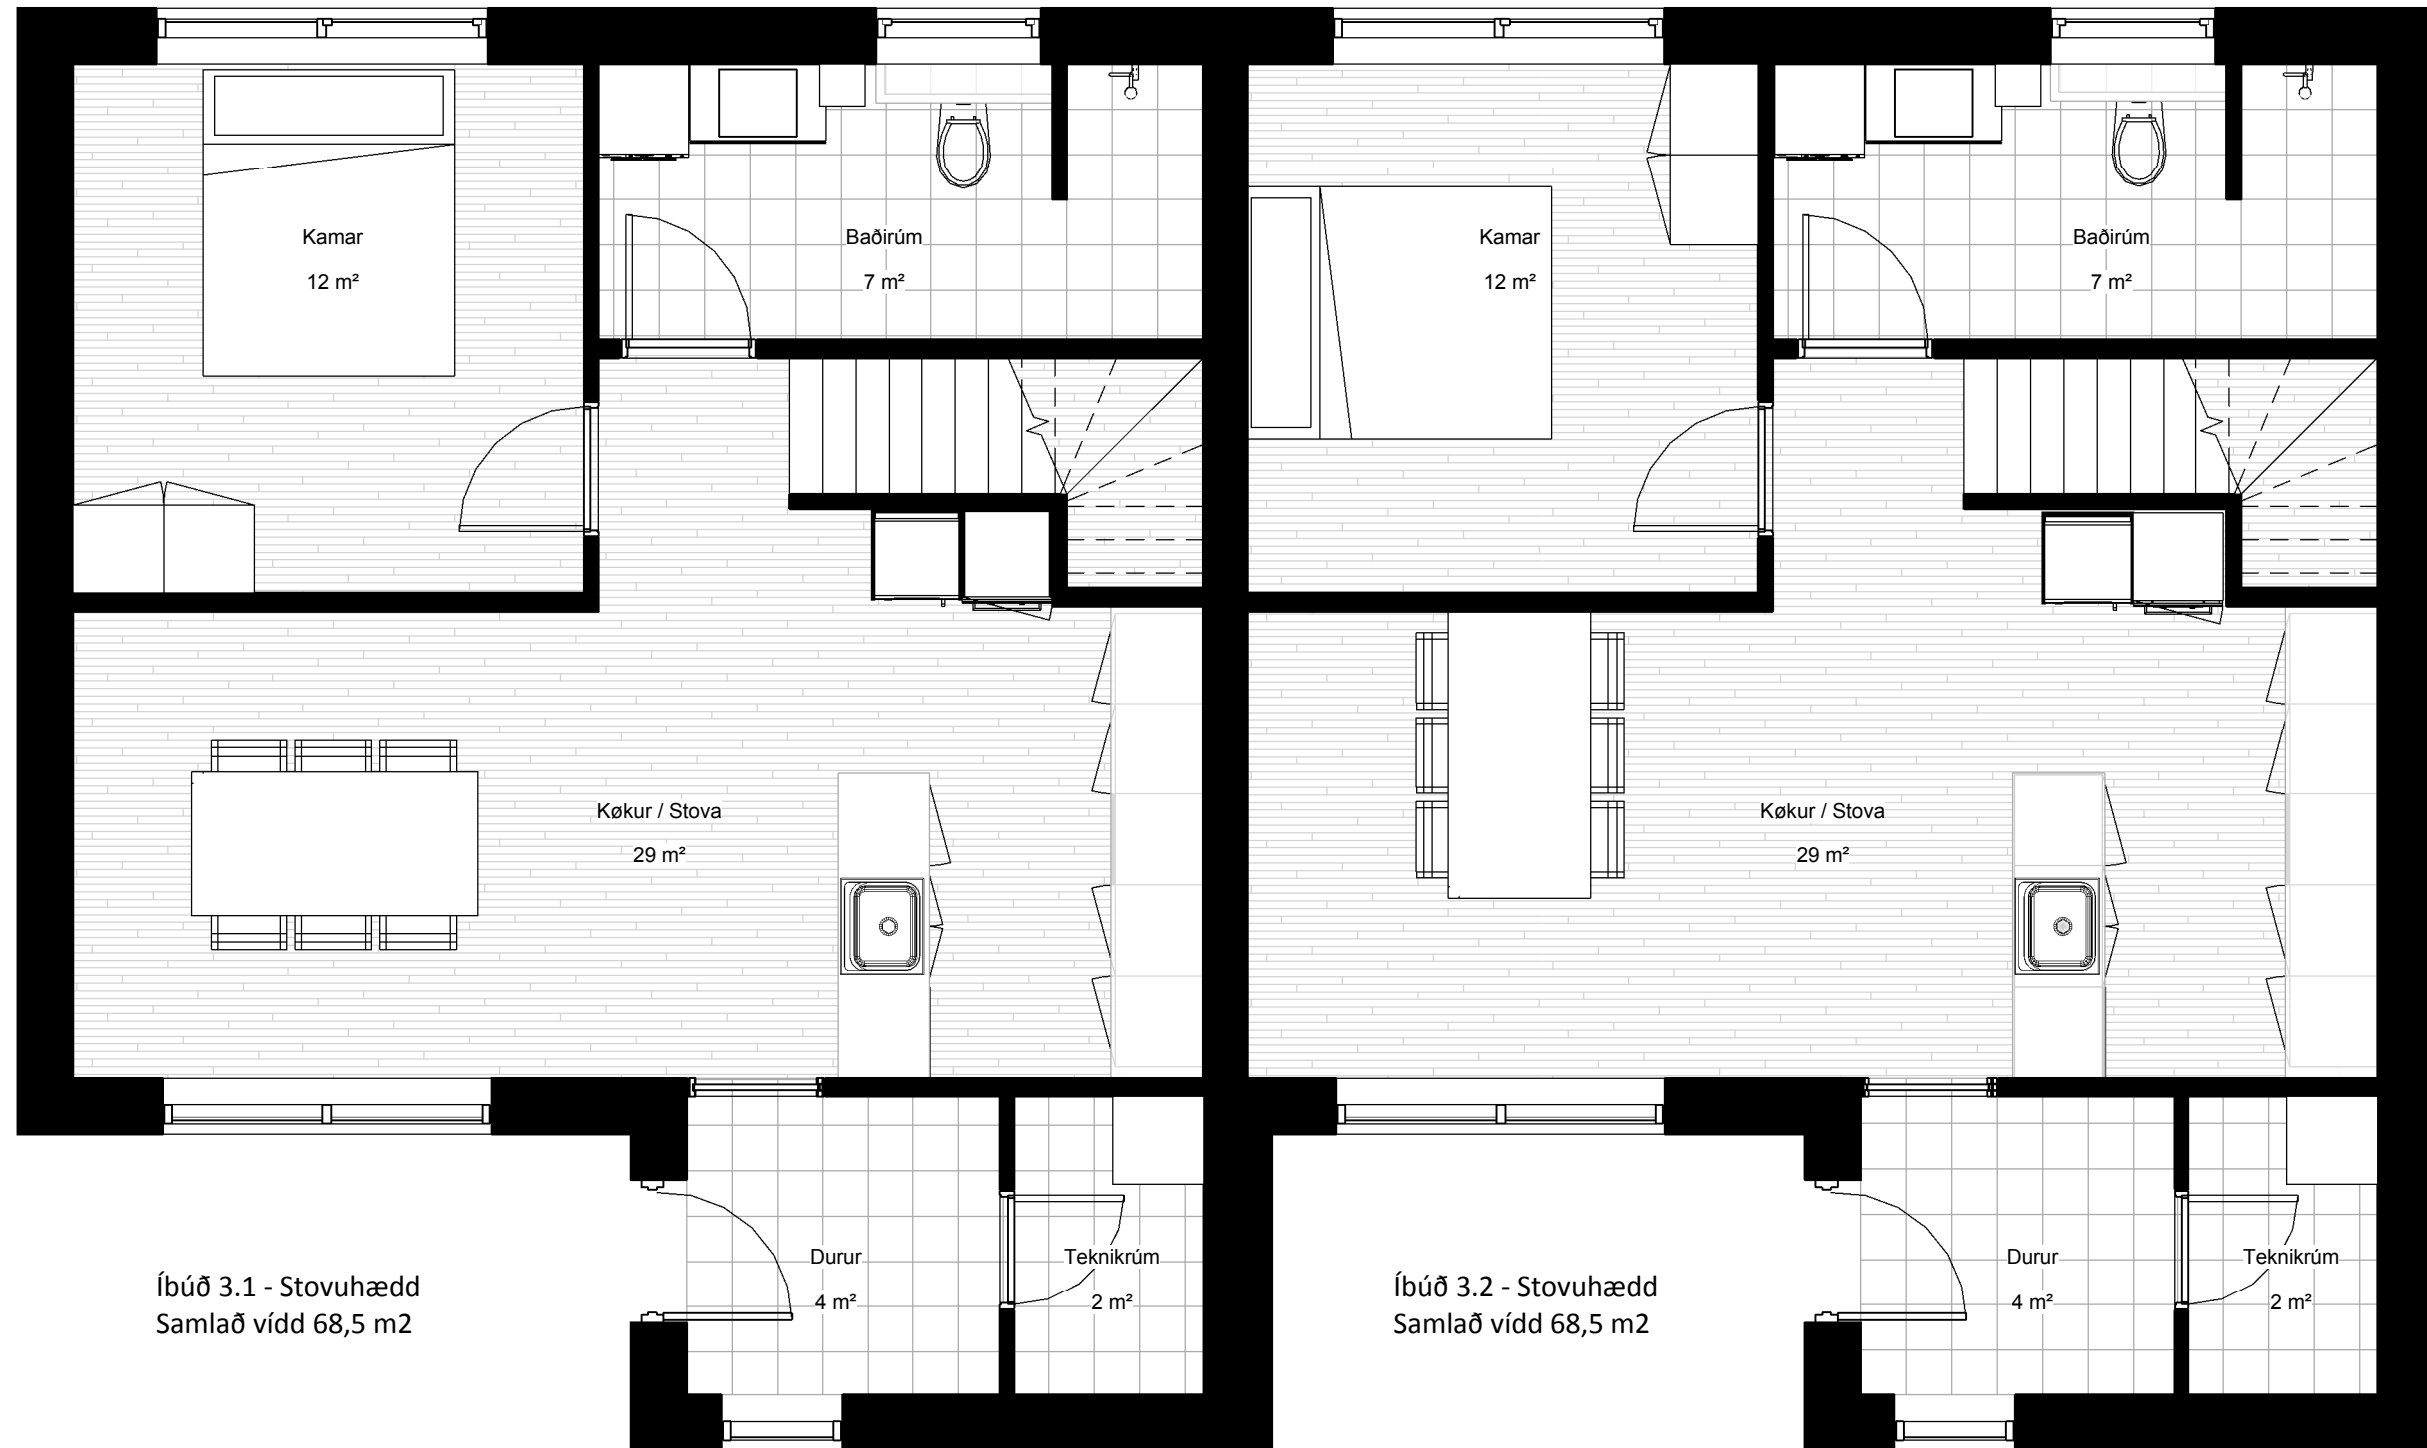 Kamar
12 m²
Baðirúm
7 m²
Kamar
12 m²
Baðirúm
7 m²
Køkur / Stova
29 m²
Køkur / Stova
29 m²
Durur
4 m²
Teknikrúm
2 m²
Durur
4 m²
Teknikrúm
2 m²
Íbúð 3.1 - Stovuhædd
Samlað vídd 68,5 m2
Íbúð 3.2 - Stovuhædd
Samlað vídd 68,5 m2